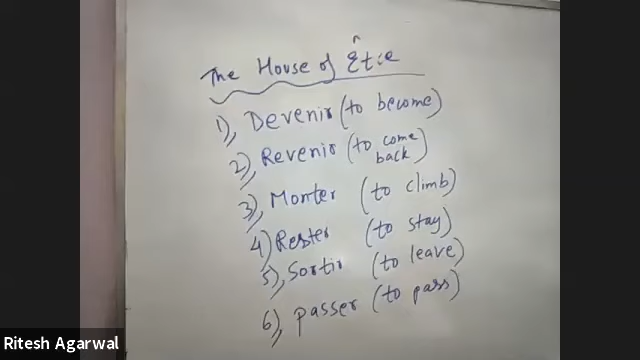 The House of Être
1), Devenir (to become)
2), Revenir (to come back)
3), Monter (to climb)
4) Rester (to stay)
5), Sortir (to leave)
6), Passer (to pass)
Ritesh Agarwal